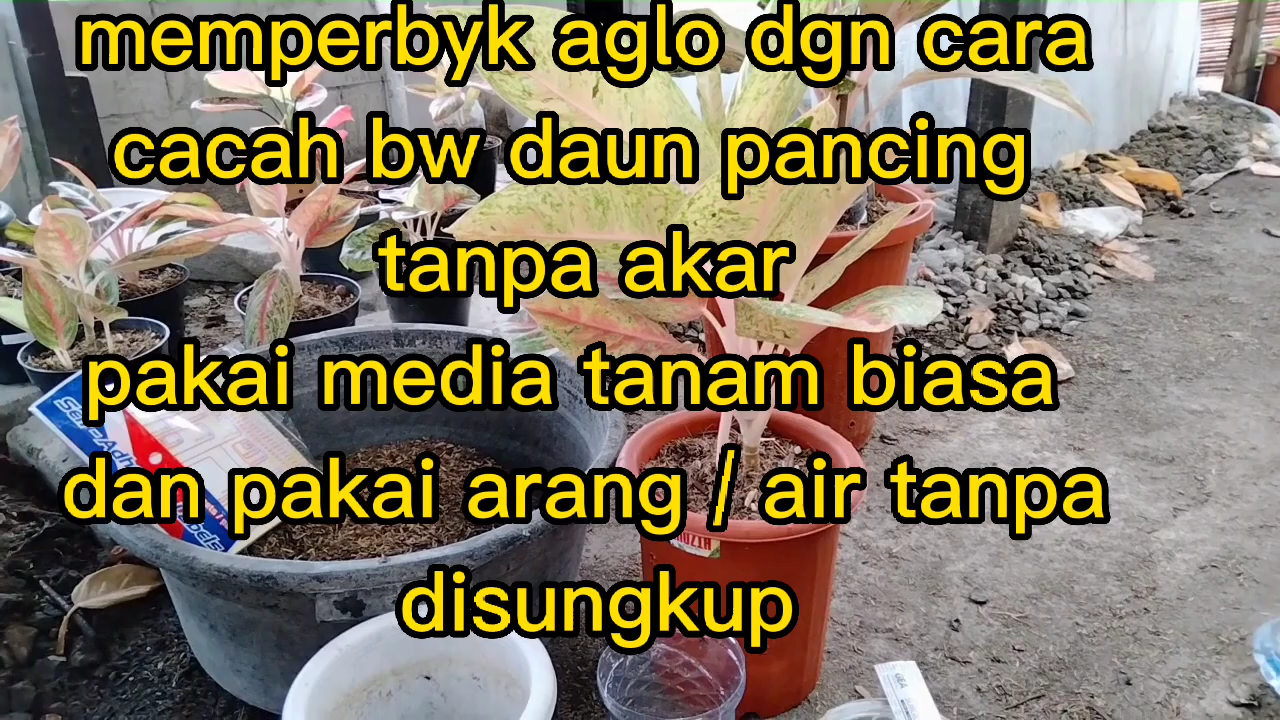 memperbyk aglo dgn cara
cacah bw daun pancing
tanpa akar
pakai media tanam biasa
dan pakai arang / air tanpa
disungkup
GEA